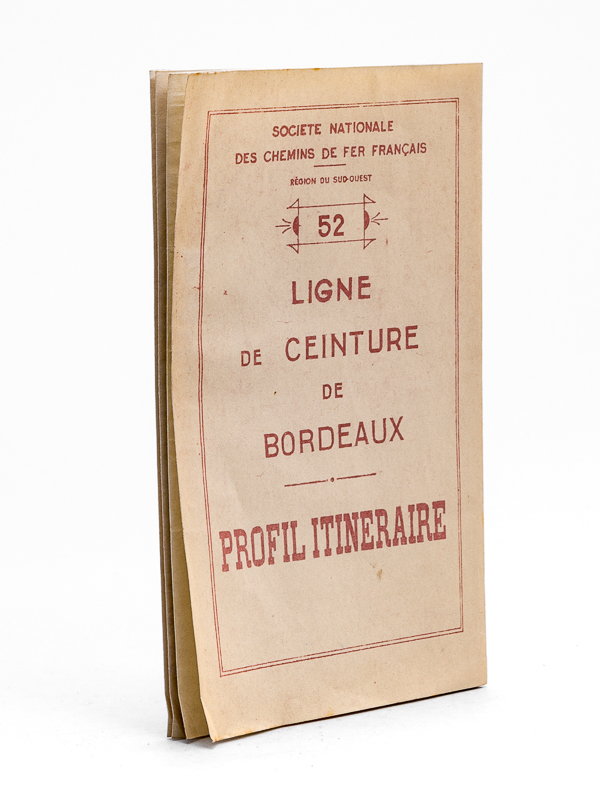 SOCIETE NATIONALE
DES CHEMINS DE FER FRANÇAIS
RÉGION DU SUD-OUEST
52
LIGNE
DE CEINTURE
DE
BORDEAUX
PROFIL ITINERAIRE